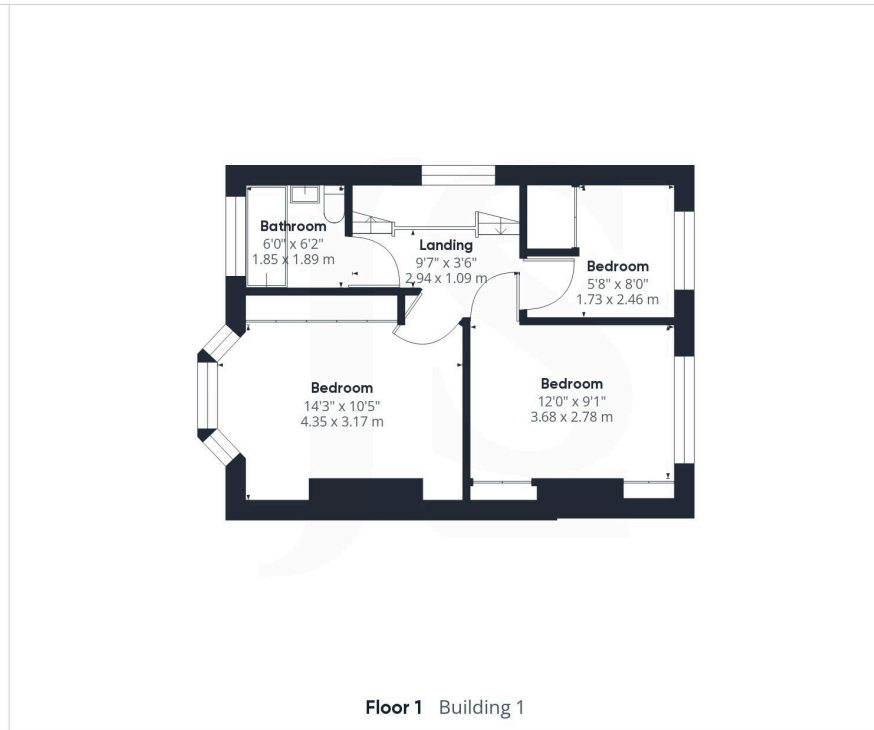 Bathroom
6'0" x 6'2"
1.85 x 1.89 m
Landing
9'7" x 3'6"
2.94 x 1.09 m
Bedroom
5'8" x 8'0"
1.73 x 2.46 m
Bedroom
14'3" x 10'5"
4.35 x 3.17 m
Bedroom
12'0" x 9'1"
3.68 x 2.78 m
JS
Floor 1 Building 1